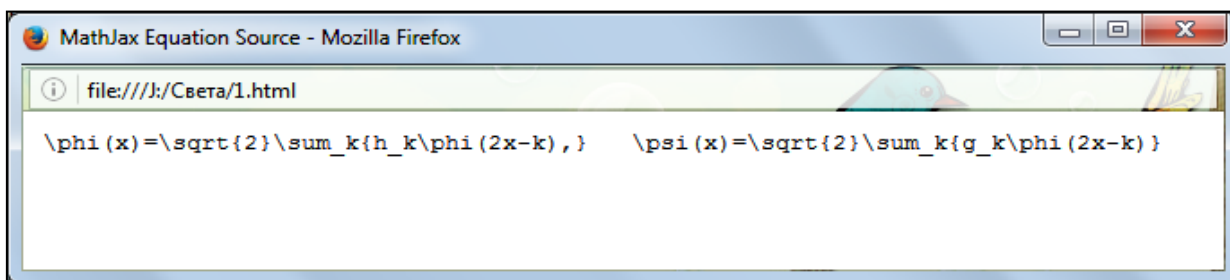 MathJax Equation Source - Mozilla Firefox
file:///J:/Света/1.html
\phi(x)=\sqrt{2}\sum_k{h_k\phi(2x-k),}   \psi(x)=\sqrt{2}\sum_k{g_k\phi(2x-k)}